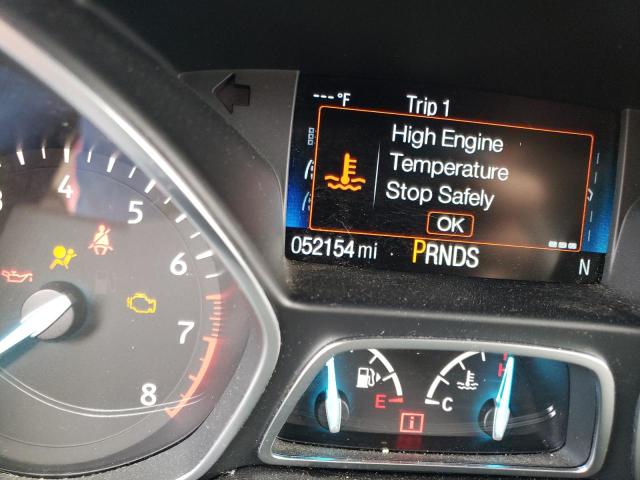 ---°F Trip 1
High Engine
Temperature
Stop Safely
OK
052154 mi PRNDS N
4 5 6 7 8
E C H
i